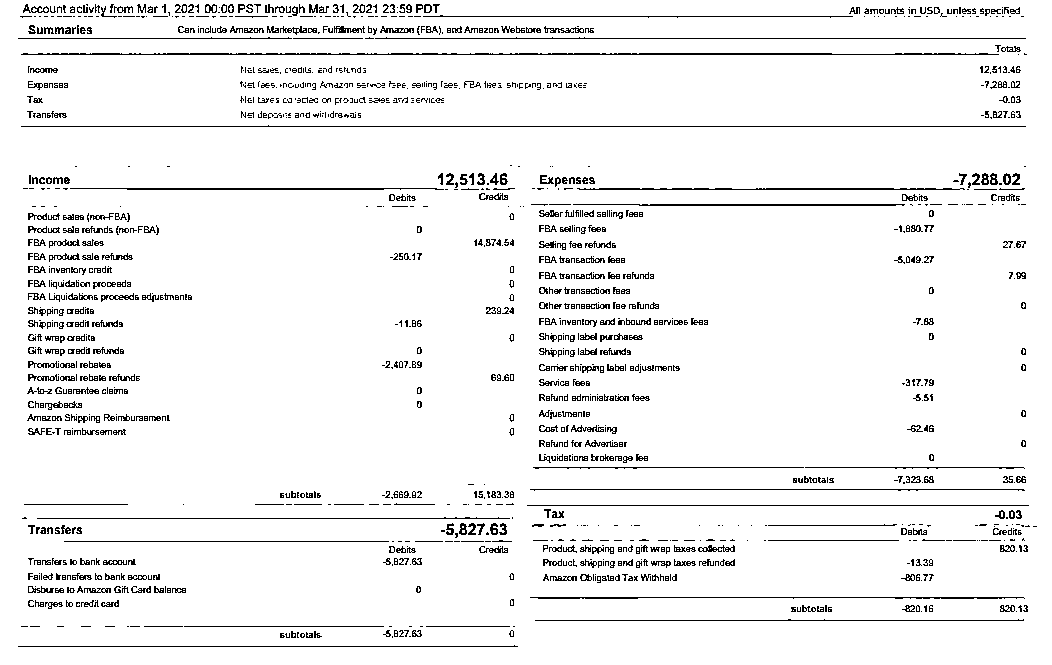 Account activity from Mar 1, 2021 00:00 PST through Mar 31, 2021 23:59 PDT
All amounts in USD, unless specified
Summaries Can include Amazon Marketplace, Fulfillment by Amazon (FBA), and Amazon Webstore transactions
Totals
Income Net sales, credits, and refunds 12,513.46
Expenses Net fees, including Amazon service fees, selling fees, FBA fees, shipping, and taxes -7,288.02
Tax Net taxes collected on product sales and services -0.03
Transfers Net deposits and withdrawals -5,827.63
Income 12,513.46
Debits Credits
Product sales (non-FBA) 0
Product sale refunds (non-FBA) 0
FBA product sales 14,874.54
FBA product sale refunds -250.17
FBA inventory credit 0
FBA liquidation proceeds 0
FBA Liquidations proceeds adjustments 0
Shipping credits 239.24
Shipping credit refunds -11.86
Gift wrap credits 0
Gift wrap credit refunds 0
Promotional rebates -2,407.89
Promotional rebate refunds 69.60
A-to-z Guarantee claims 0
Chargebacks 0
Amazon Shipping Reimbursement 0
SAFE-T reimbursement 0
subtotals -2,669.92 15,183.38
Expenses -7,288.02
Debits Credits
Seller fulfilled selling fees 0
FBA selling fees -1,880.77
Selling fee refunds 27.67
FBA transaction fees -5,049.27
FBA transaction fee refunds 7.99
Other transaction fees 0
Other transaction fee refunds 0
FBA inventory and inbound services fees -7.88
Shipping label purchases 0
Shipping label refunds 0
Carrier shipping label adjustments 0
Service fees -317.79
Refund administration fees -5.51
Adjustments 0
Cost of Advertising -62.46
Refund for Advertiser 0
Liquidations brokerage fee 0
subtotals -7,323.68 35.66
Transfers -5,827.63
Debits Credits
Transfers to bank account -5,827.63
Failed transfers to bank account 0
Disburse to Amazon Gift Card balance 0
Charges to credit card 0
subtotals -5,827.63 0
Tax -0.03
Debits Credits
Product, shipping and gift wrap taxes collected 820.13
Product, shipping and gift wrap taxes refunded -13.39
Amazon Obligated Tax Withheld -806.77
subtotals -820.16 820.13